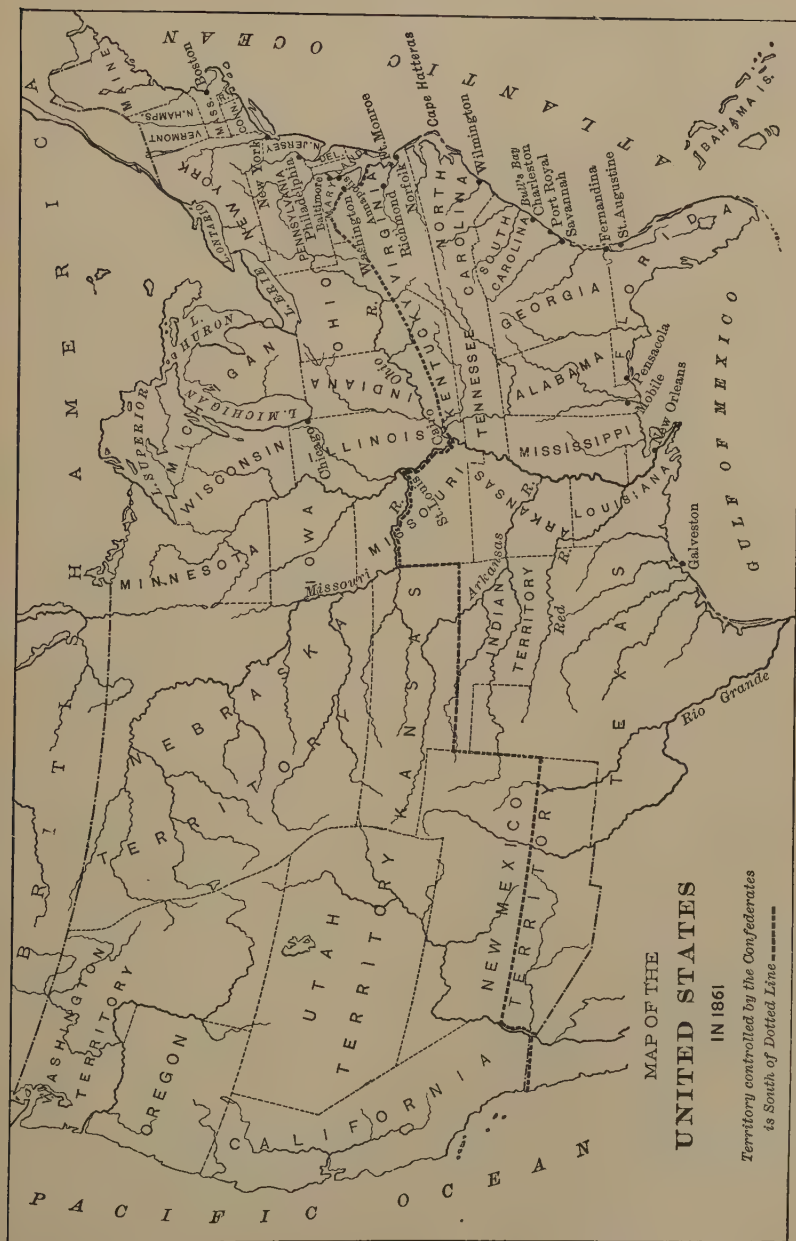 BRITISH AMERICA
PACIFIC OCEAN
ATLANTIC OCEAN
GULF OF MEXICO
WASHINGTON
TERRITORY
OREGON
CALIFORNIA
UTAH
TERRITORY
NEW MEXICO
TERRITORY
NEBRASKA
TERRITORY
KANSAS
INDIAN
TERRITORY
TEXAS
Rio Grande
Red R.
Arkansas R.
Missouri R.
MINNESOTA
IOWA
MISSOURI
St. Louis
ARKANSAS
LOUISIANA
Galveston
New Orleans
WISCONSIN
ILLINOIS
Chicago
Cairo
MICHIGAN
L. SUPERIOR
L. MICHIGAN
L. HURON
L. ERIE
L. ONTARIO
INDIANA
OHIO
Ohio R.
KENTUCKY
TENNESSEE
MISSISSIPPI
ALABAMA
Mobile
Pensacola
GEORGIA
FLORIDA
Fernandina
St. Augustine
SOUTH
CAROLINA
Bull's Bay
Charleston
Port Royal
Savannah
NORTH
CAROLINA
Wilmington
Cape Hatteras
VIRGINIA
Richmond
Norfolk
Ft. Monroe
Washington
Annapolis
MARYLAND
DEL.
Baltimore
Philadelphia
PENNSYLVANIA
N. JERSEY
New York
NEW YORK
CONN.
MASS.
Boston
VERMONT
N. HAMPS.
MAINE
BAHAMA IS.
MAP OF THE
UNITED STATES
IN 1861
Territory controlled by the Confederates
is South of Dotted Line